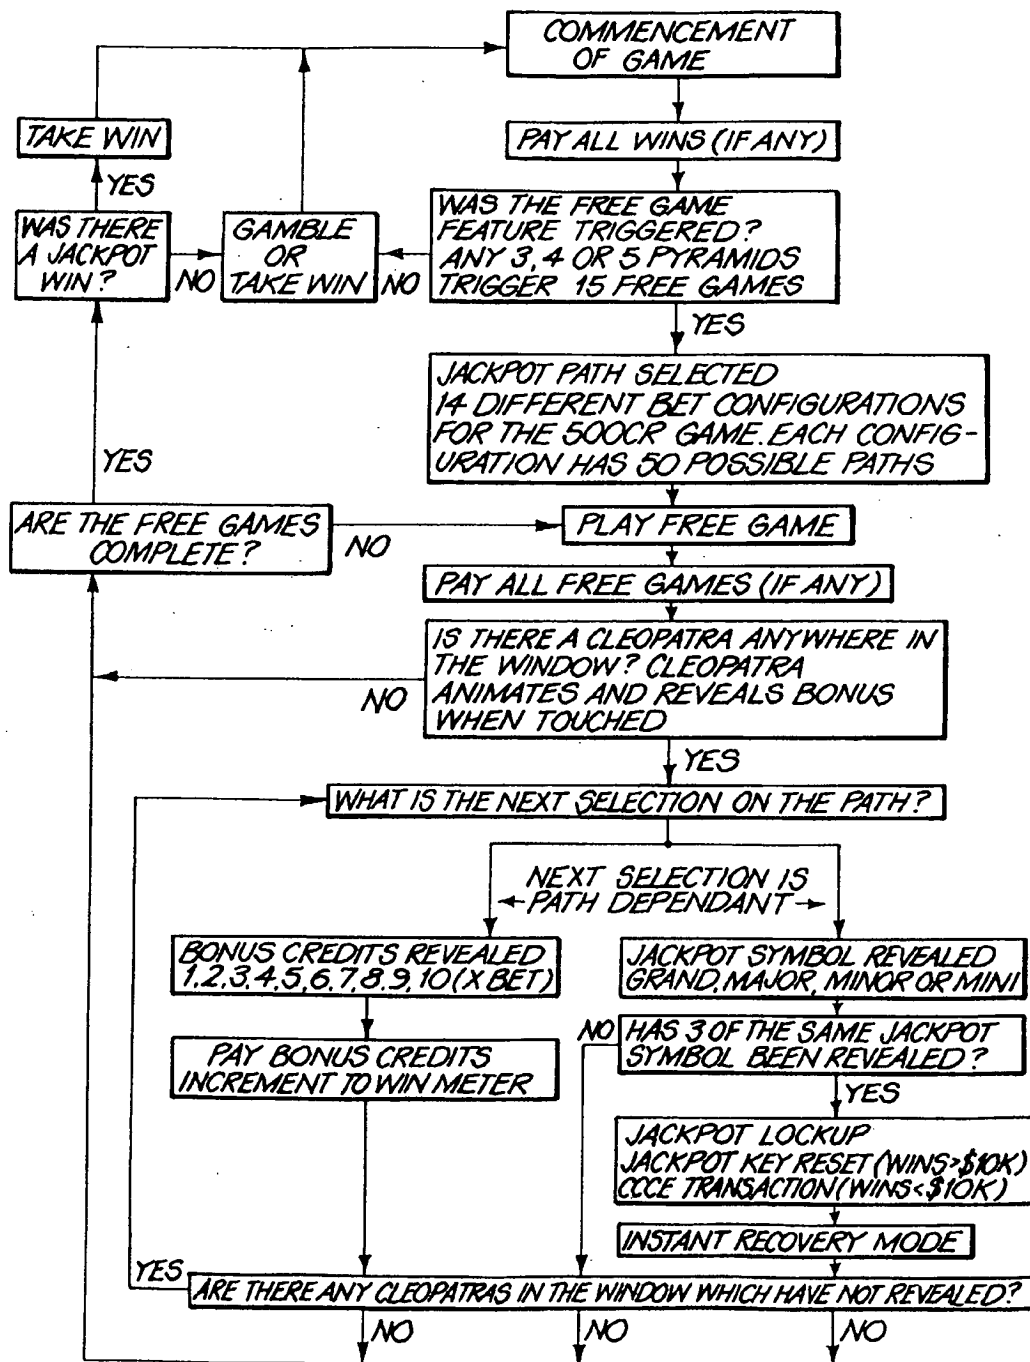 COMMENCEMENT
OF GAME
TAKE WIN
PAY ALL WINS (IF ANY)
YES
WAS THERE
A JACKPOT
WIN?
NO
GAMBLE
OR
TAKE WIN
NO
WAS THE FREE GAME
FEATURE TRIGGERED?
ANY 3, 4 OR 5 PYRAMIDS
TRIGGER 15 FREE GAMES
YES
JACKPOT PATH SELECTED
14 DIFFERENT BET CONFIGURATIONS
FOR THE 500CR GAME. EACH CONFIG-
URATION HAS 50 POSSIBLE PATHS
YES
ARE THE FREE GAMES
COMPLETE?
NO
PLAY FREE GAME
PAY ALL FREE GAMES (IF ANY)
IS THERE A CLEOPATRA ANYWHERE IN
THE WINDOW? CLEOPATRA
ANIMATES AND REVEALS BONUS
WHEN TOUCHED
NO
YES
WHAT IS THE NEXT SELECTION ON THE PATH?
NEXT SELECTION IS
PATH DEPENDANT
BONUS CREDITS REVEALED
1,2,3,4,5,6,7,8,9,10 (X BET)
JACKPOT SYMBOL REVEALED
GRAND, MAJOR, MINOR OR MINI
PAY BONUS CREDITS
INCREMENT TO WIN METER
NO
HAS 3 OF THE SAME JACKPOT
SYMBOL BEEN REVEALED?
YES
JACKPOT LOCKUP
JACKPOT KEY RESET (WINS>$10K)
CCCE TRANSACTION (WINS<$10K)
INSTANT RECOVERY MODE
YES
ARE THERE ANY CLEOPATRAS IN THE WINDOW WHICH HAVE NOT REVEALED?
NO
NO
NO